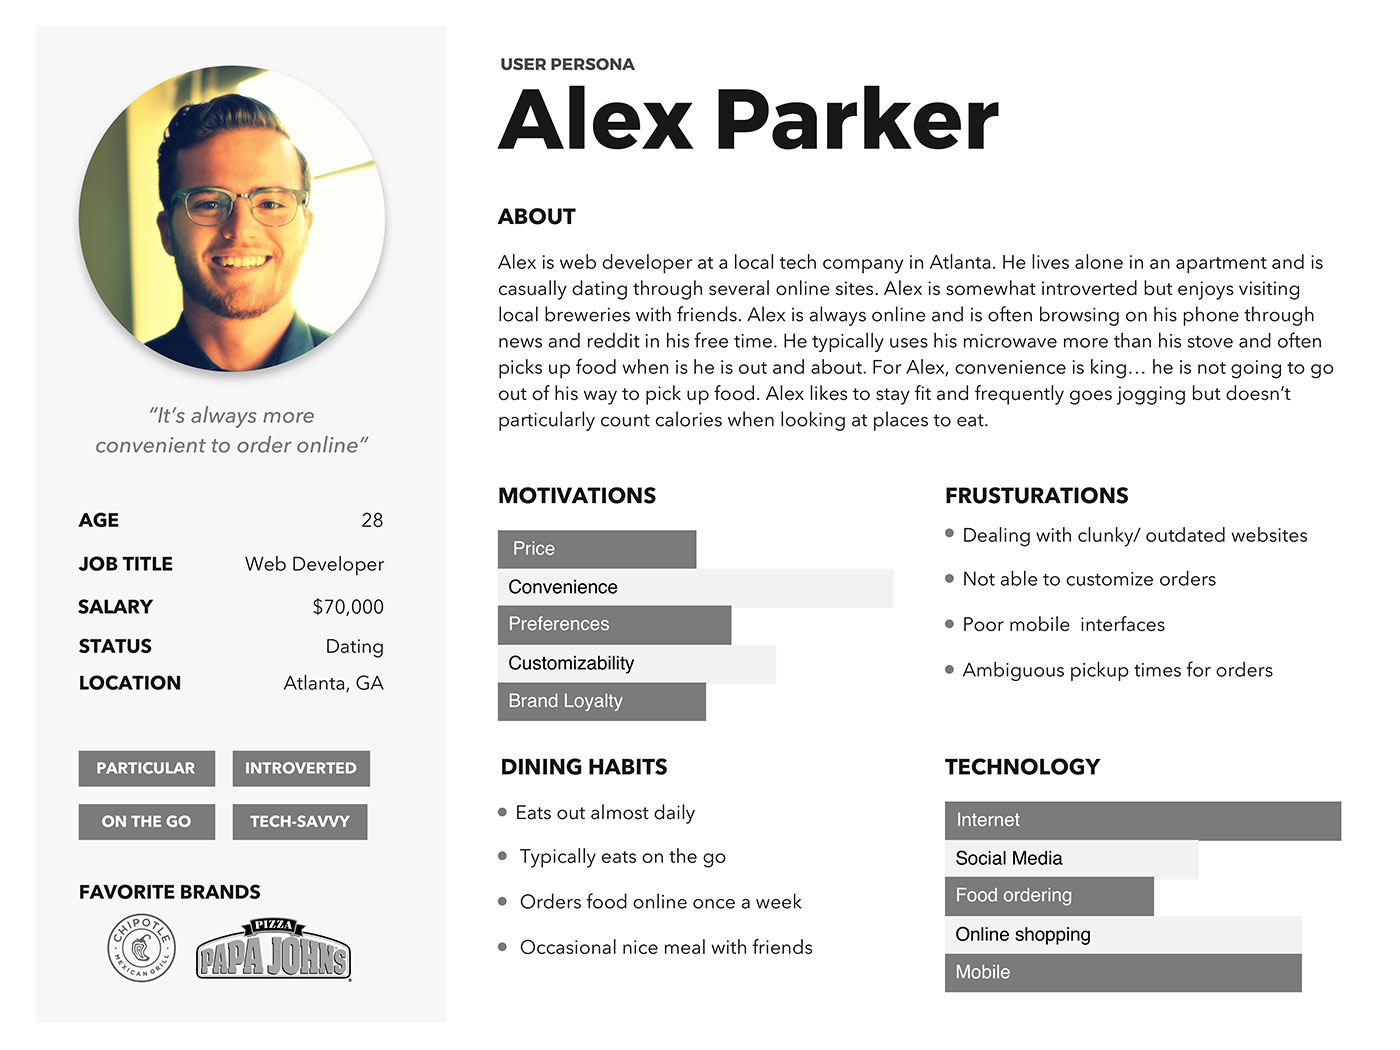 USER PERSONA
Alex Parker
"It's always more
convenient to order online"
AGE 28
JOB TITLE Web Developer
SALARY $70,000
STATUS Dating
LOCATION Atlanta, GA
PARTICULAR INTROVERTED
ON THE GO TECH-SAVVY
FAVORITE BRANDS
CHIPOTLE
MEXICAN GRILL
PIZZA
PAPA JOHNS
ABOUT
Alex is web developer at a local tech company in Atlanta. He lives alone in an apartment and is
casually dating through several online sites. Alex is somewhat introverted but enjoys visiting
local breweries with friends. Alex is always online and is often browsing on his phone through
news and reddit in his free time. He typically uses his microwave more than his stove and often
picks up food when is he is out and about. For Alex, convenience is king… he is not going to go
out of his way to pick up food. Alex likes to stay fit and frequently goes jogging but doesn't
particularly count calories when looking at places to eat.
MOTIVATIONS
Price
Convenience
Preferences
Customizability
Brand Loyalty
FRUSTURATIONS
Dealing with clunky/ outdated websites
Not able to customize orders
Poor mobile  interfaces
Ambiguous pickup times for orders
DINING HABITS
Eats out almost daily
Typically eats on the go
Orders food online once a week
Occasional nice meal with friends
TECHNOLOGY
Internet
Social Media
Food ordering
Online shopping
Mobile